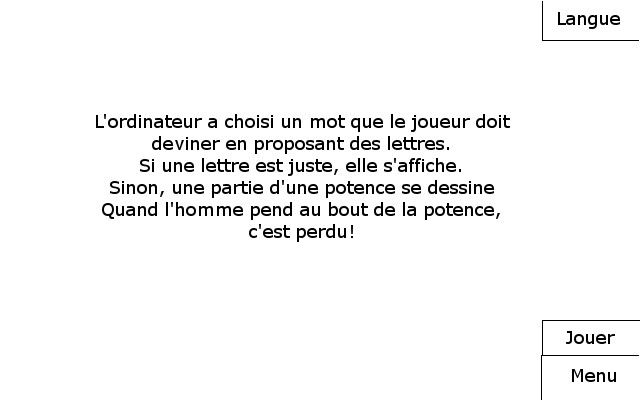 Langue
L'ordinateur a choisi un mot que le joueur doit
deviner en proposant des lettres.
Si une lettre est juste, elle s'affiche.
Sinon, une partie d'une potence se dessine
Quand l'homme pend au bout de la potence,
c'est perdu!
Jouer
Menu